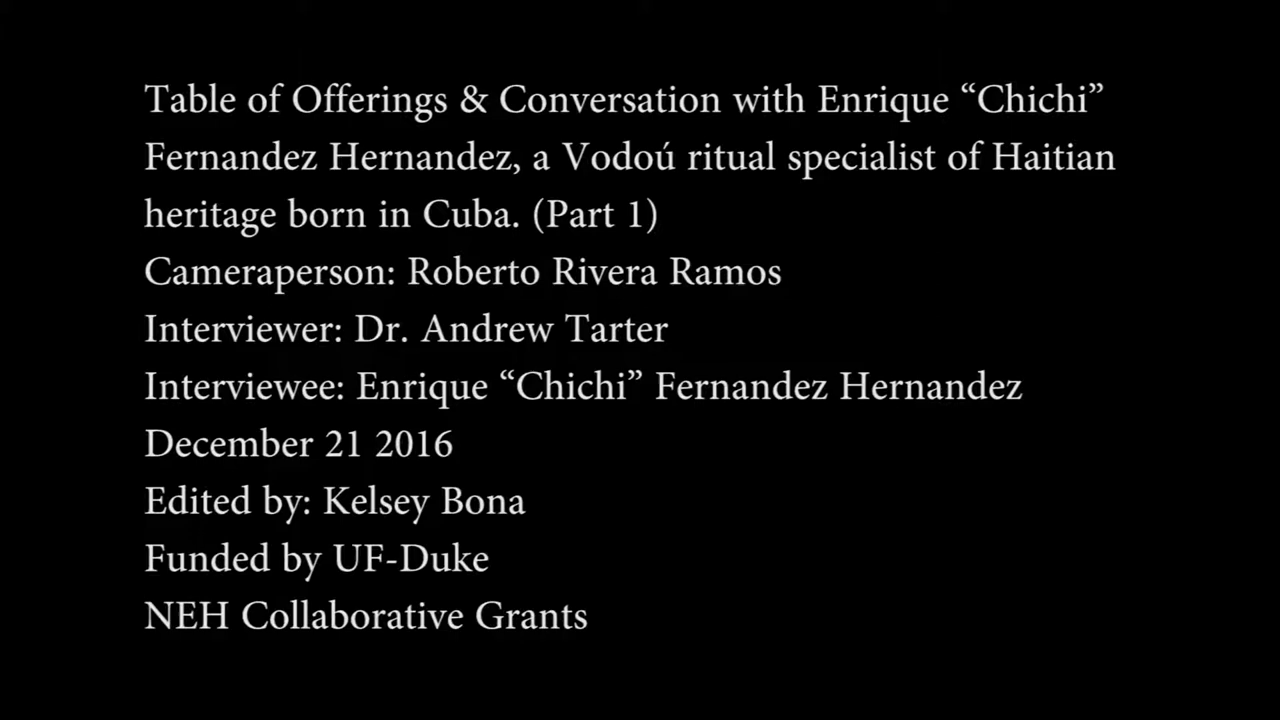 Table of Offerings & Conversation with Enrique “Chichi”
Fernandez Hernandez, a Vodoú ritual specialist of Haitian
heritage born in Cuba. (Part 1)
Cameraperson: Roberto Rivera Ramos
Interviewer: Dr. Andrew Tarter
Interviewee: Enrique “Chichi” Fernandez Hernandez
December 21 2016
Edited by: Kelsey Bona
Funded by UF-Duke
NEH Collaborative Grants